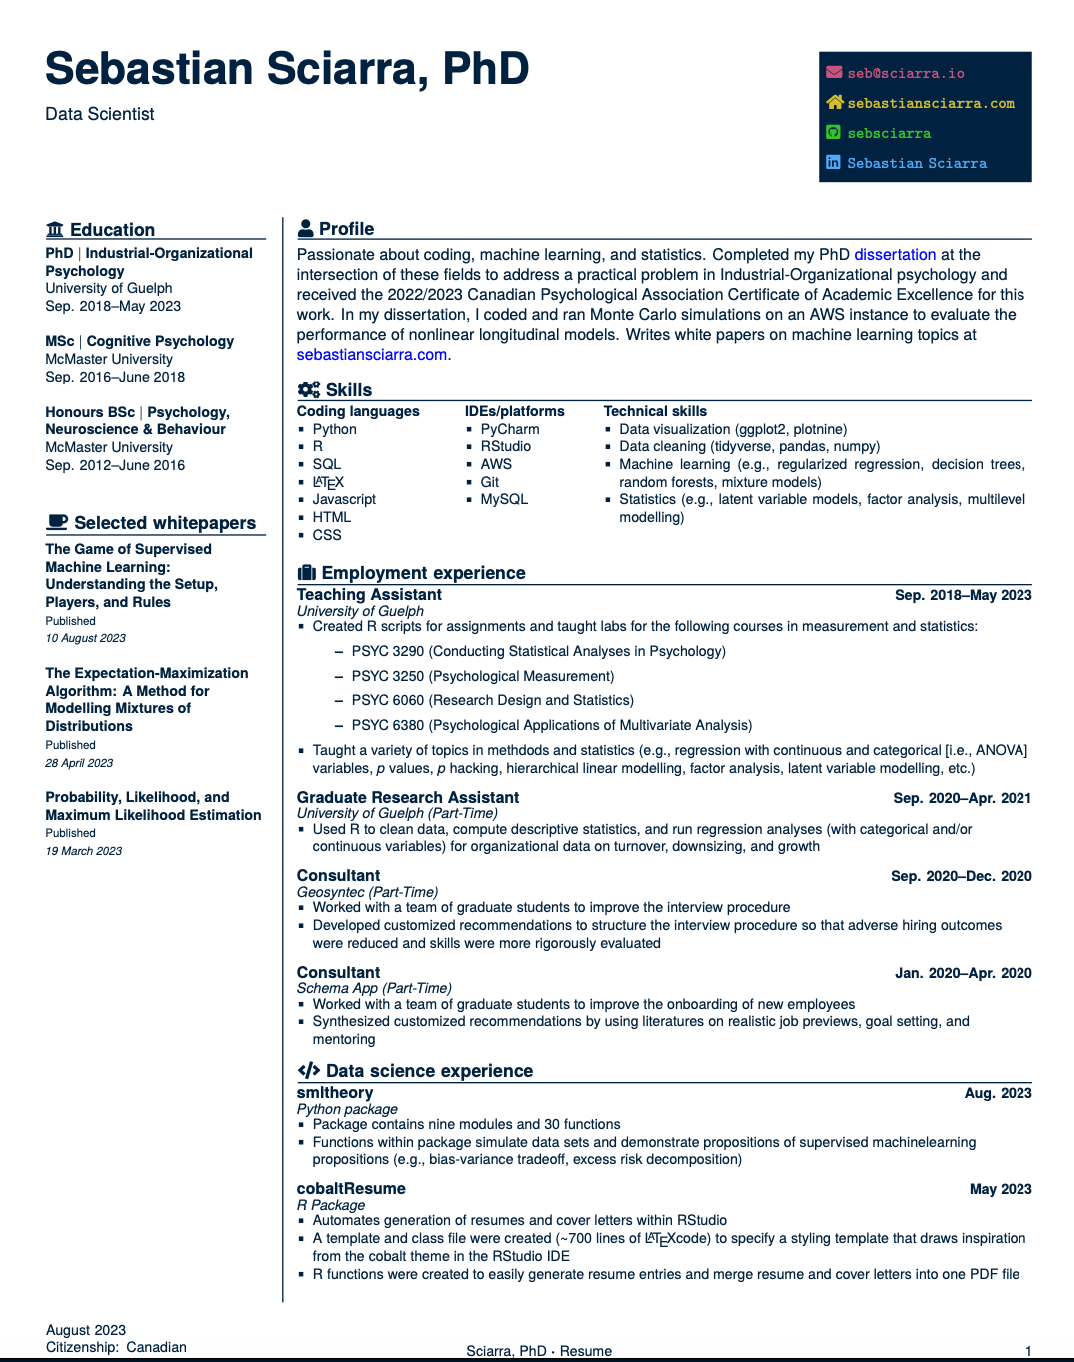 Sebastian Sciarra, PhD
Data Scientist
seb@sciarra.io
sebastiansciarra.com
sebsciarra
Sebastian Sciarra
Education
PhD | Industrial-Organizational
Psychology
University of Guelph
Sep. 2018–May 2023
MSc | Cognitive Psychology
McMaster University
Sep. 2016–June 2018
Honours BSc | Psychology,
Neuroscience & Behaviour
McMaster University
Sep. 2012–June 2016
Selected whitepapers
The Game of Supervised
Machine Learning:
Understanding the Setup,
Players, and Rules
Published
10 August 2023
The Expectation-Maximization
Algorithm: A Method for
Modelling Mixtures of
Distributions
Published
28 April 2023
Probability, Likelihood, and
Maximum Likelihood Estimation
Published
19 March 2023
Profile
Passionate about coding, machine learning, and statistics. Completed my PhD dissertation at the
intersection of these fields to address a practical problem in Industrial-Organizational psychology and
received the 2022/2023 Canadian Psychological Association Certificate of Academic Excellence for this
work. In my dissertation, I coded and ran Monte Carlo simulations on an AWS instance to evaluate the
performance of nonlinear longitudinal models. Writes white papers on machine learning topics at
sebastiansciarra.com.
Skills
Coding languages
▪ Python
▪ R
▪ SQL
▪ LATEX
▪ Javascript
▪ HTML
▪ CSS
IDEs/platforms
▪ PyCharm
▪ RStudio
▪ AWS
▪ Git
▪ MySQL
Technical skills
▪ Data visualization (ggplot2, plotnine)
▪ Data cleaning (tidyverse, pandas, numpy)
▪ Machine learning (e.g., regularized regression, decision trees,
random forests, mixture models)
▪ Statistics (e.g., latent variable models, factor analysis, multilevel
modelling)
Employment experience
Teaching Assistant Sep. 2018–May 2023
University of Guelph
▪ Created R scripts for assignments and taught labs for the following courses in measurement and statistics:
– PSYC 3290 (Conducting Statistical Analyses in Psychology)
– PSYC 3250 (Psychological Measurement)
– PSYC 6060 (Research Design and Statistics)
– PSYC 6380 (Psychological Applications of Multivariate Analysis)
▪ Taught a variety of topics in methdods and statistics (e.g., regression with continuous and categorical [i.e., ANOVA]
variables, p values, p hacking, hierarchical linear modelling, factor analysis, latent variable modelling, etc.)
Graduate Research Assistant Sep. 2020–Apr. 2021
University of Guelph (Part-Time)
▪ Used R to clean data, compute descriptive statistics, and run regression analyses (with categorical and/or
continuous variables) for organizational data on turnover, downsizing, and growth
Consultant Sep. 2020–Dec. 2020
Geosyntec (Part-Time)
▪ Worked with a team of graduate students to improve the interview procedure
▪ Developed customized recommendations to structure the interview procedure so that adverse hiring outcomes
were reduced and skills were more rigorously evaluated
Consultant Jan. 2020–Apr. 2020
Schema App (Part-Time)
▪ Worked with a team of graduate students to improve the onboarding of new employees
▪ Synthesized customized recommendations by using literatures on realistic job previews, goal setting, and
mentoring
Data science experience
smltheory Aug. 2023
Python package
▪ Package contains nine modules and 30 functions
▪ Functions within package simulate data sets and demonstrate propositions of supervised machinelearning
propositions (e.g., bias-variance tradeoff, excess risk decomposition)
cobaltResume May 2023
R Package
▪ Automates generation of resumes and cover letters within RStudio
▪ A template and class file were created (~700 lines of LATEXcode) to specify a styling template that draws inspiration
from the cobalt theme in the RStudio IDE
▪ R functions were created to easily generate resume entries and merge resume and cover letters into one PDF file
August 2023
Citizenship: Canadian
Sciarra, PhD · Resume
1